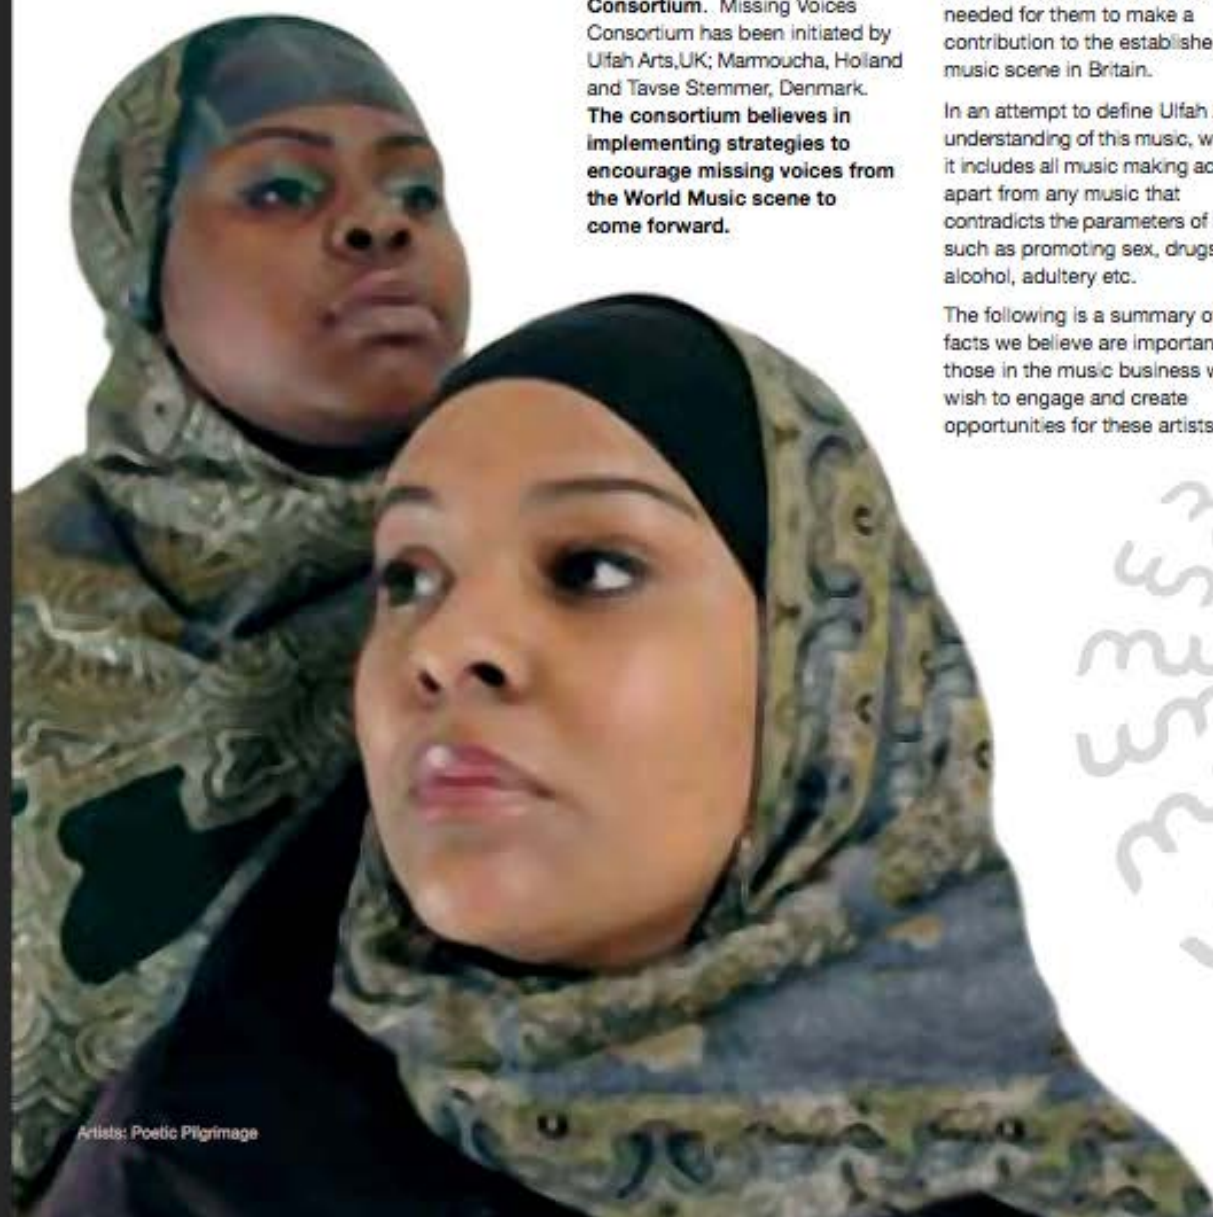 Consortium. Missing Voices
Consortium has been initiated by
Ulfah Arts,UK; Marmoucha, Holland
and Tavse Stemmer, Denmark.
The consortium believes in
implementing strategies to
encourage missing voices from
the World Music scene to
come forward.
needed for them to make a
contribution to the establishe
music scene in Britain.
In an attempt to define Ulfah
understanding of this music, w
it includes all music making ac
apart from any music that
contradicts the parameters of
such as promoting sex, drugs
alcohol, adultery etc.
The following is a summary o
facts we believe are importan
those in the music business w
wish to engage and create
opportunities for these artists
Artists: Poetic Pilgrimage